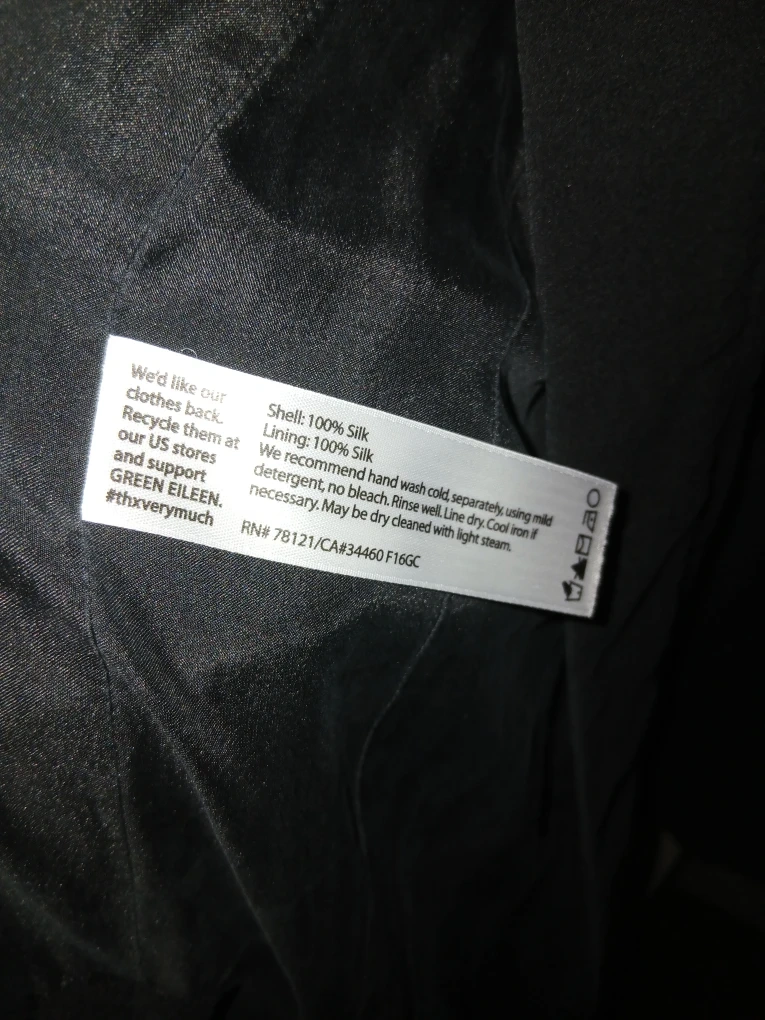 We'd like our
clothes back.
Recycle them at
our US stores
and support
GREEN EILEEN.
#thxverymuch
Shell: 100% Silk
Lining: 100% Silk
We recommend hand wash cold, separately, using mild
detergent, no bleach. Rinse well. Line dry. Cool iron if
necessary. May be dry cleaned with light steam.
RN# 78121/CA#34460 F16GC